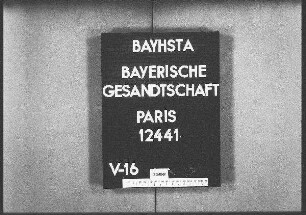 BAYHSTA
BAYERISCHE
GESANDTSCHAFT
PARIS
12441
V-16